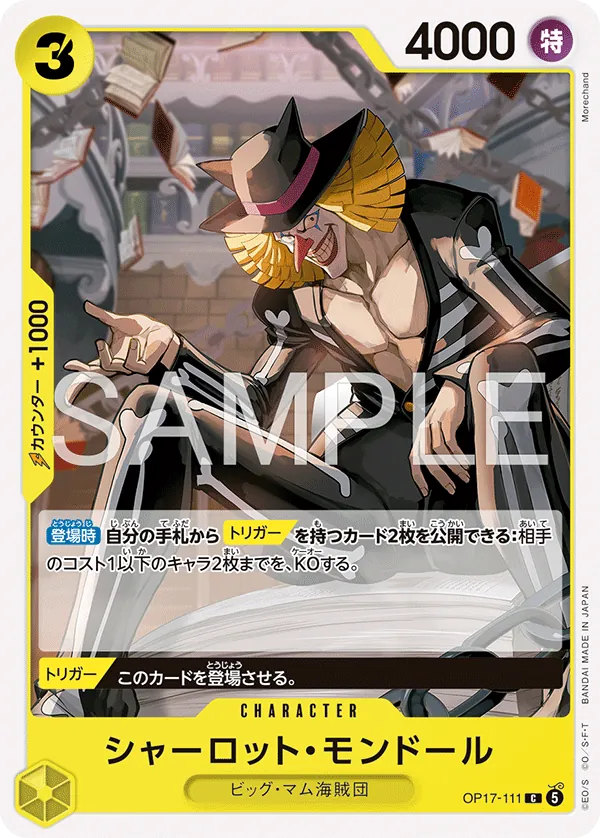 3
4000
特
Morechand
カウンター +1000
SAMPLE
登場時 自分の手札から トリガー を持つカード2枚を公開できる:相手
のコスト1以下のキャラ2枚までを、KOする。
トリガー このカードを登場させる。
CHARACTER
シャーロット・モンドール
ビッグ・マム海賊団
OP17-111 C 5
©E.O/S ©O/S・F・T BANDAI MADE IN JAPAN